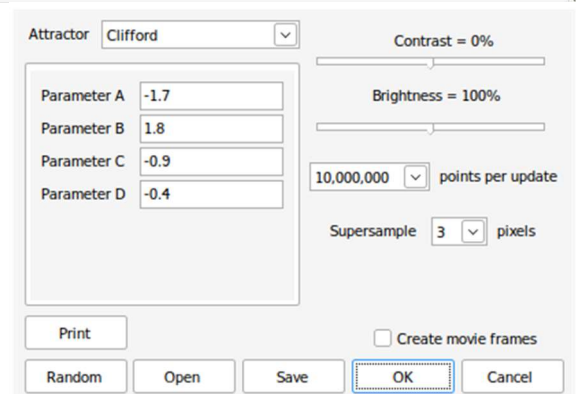 Attractor Clifford
Contrast = 0%
Parameter A -1.7
Brightness = 100%
Parameter B 1.8
Parameter C -0.9
10,000,000 points per update
Parameter D -0.4
Supersample 3 pixels
Print
Create movie frames
Random Open Save OK Cancel